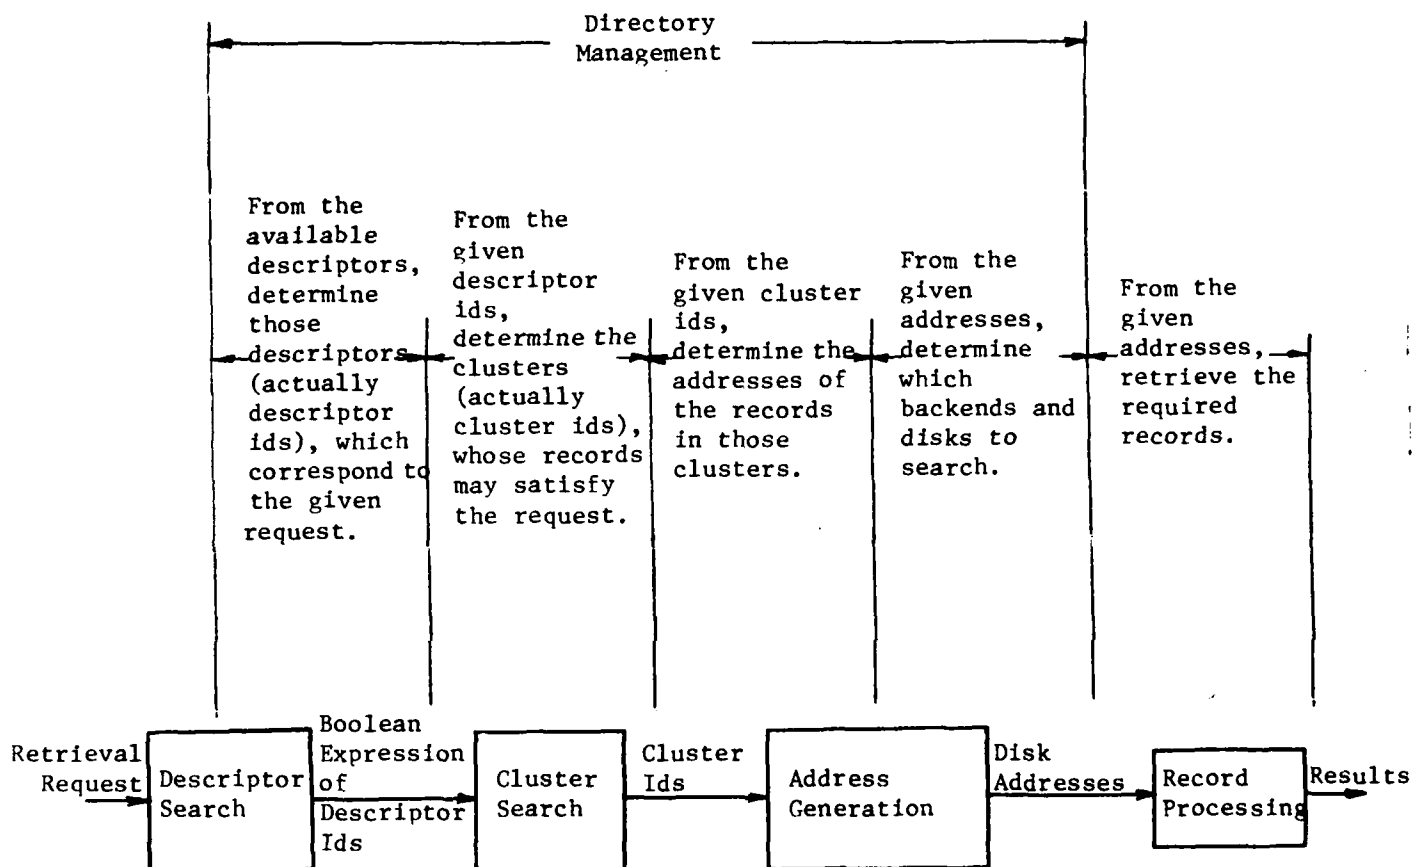 Directory
Management
From the
available
descriptors,
determine
those
descriptors
(actually
descriptor
ids), which
correspond to
the given
request.
From the
given
descriptor
ids,
determine the
clusters
(actually
cluster ids),
whose records
may satisfy
the request.
From the
given cluster
ids,
determine the
addresses of
the records
in those
clusters.
From the
given
addresses,
determine
which
backends and
disks to
search.
From the
given
addresses,
retrieve the
required
records.
Retrieval
Request
Descriptor
Search
Boolean
Expression
of
Descriptor
Ids
Cluster
Search
Cluster
Ids
Address
Generation
Disk
Addresses
Record
Processing
Results